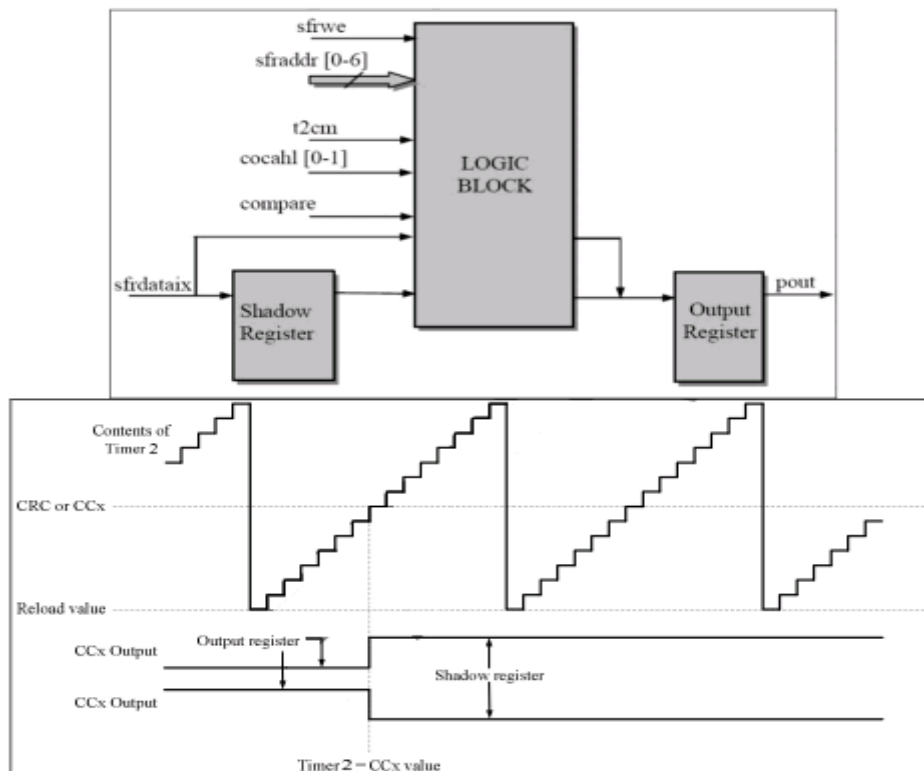 sfrwe
sfraddr [0-6]
t2cm
cocahl [0-1]
compare
LOGIC
BLOCK
sfrdataix
Shadow
Register
Output
Register
pout
Contents of
Timer 2
CRC or CCx
Reload value
CCx Output
Output register
Shadow register
CCx Output
Timer 2 = CCx value